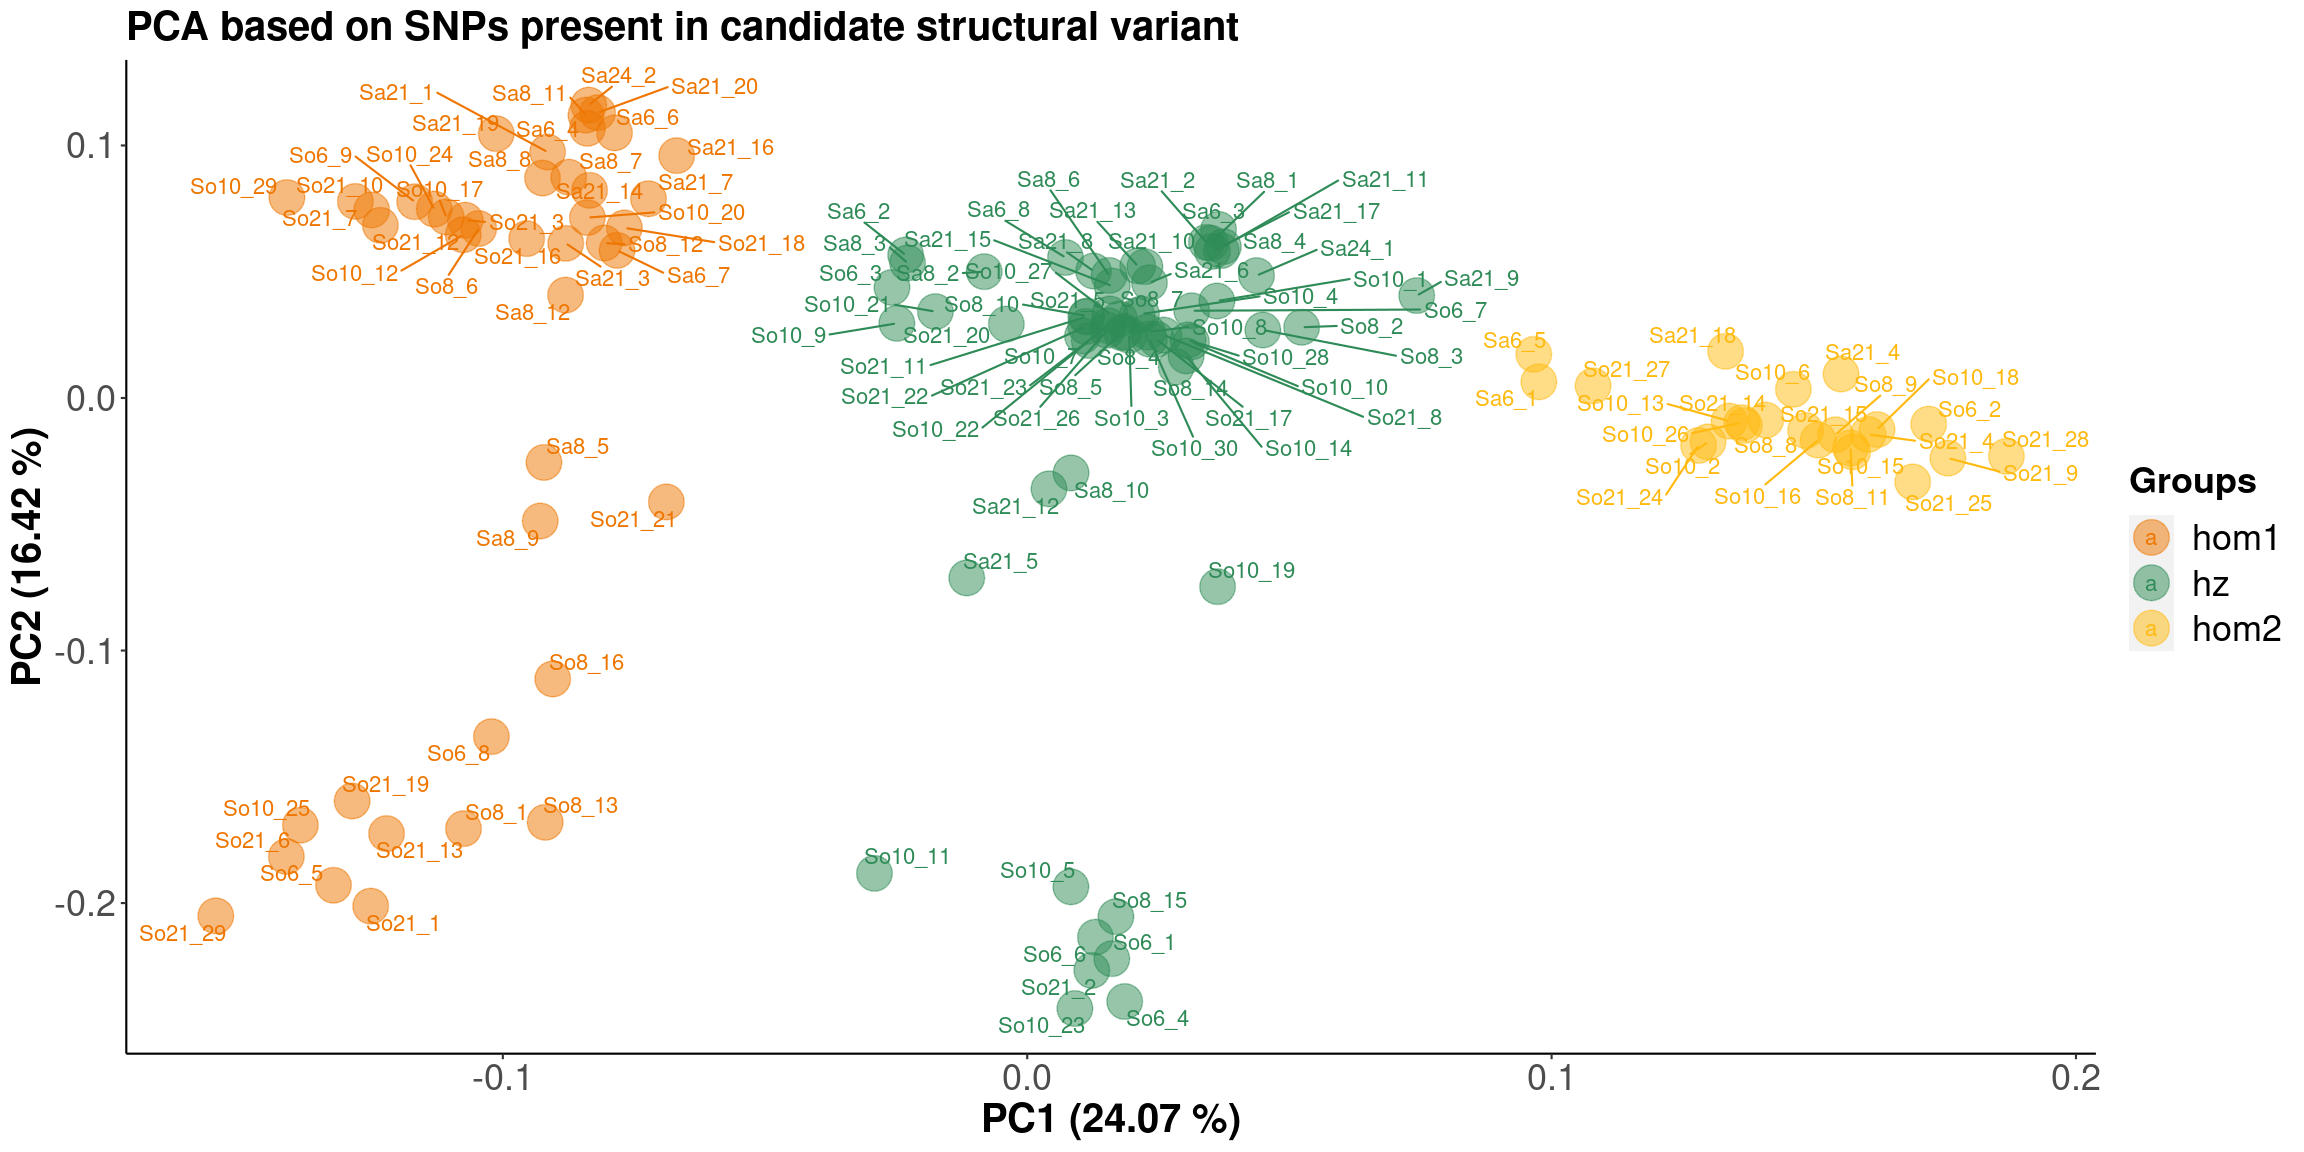 PCA based on SNPs present in candidate structural variant
Sa24_2
Sa21_1
Sa8_11
Sa21_20
Sa21_19
Sa6_4
Sa6_6
So6_9
So10_24
Sa8_8
Sa8_7
Sa21_16
So10_29
So21_10
So10_17
Sa21_14
Sa21_7
So21_7
So21_3
So10_20
So21_12
So8_12
So21_18
So10_12
So21_16
So8_6
Sa21_3
Sa6_7
Sa8_12
Sa8_6
Sa21_2
Sa8_1
Sa21_11
Sa6_2
Sa6_8
Sa21_13
Sa6_3
Sa21_17
Sa8_3
Sa21_15
Sa21_8
Sa21_10
Sa8_4
Sa24_1
So6_3
Sa8_2
So10_27
Sa21_6
So10_1
Sa21_9
So10_21
So8_10
So21_5
So8_7
So10_4
So6_7
So10_9
So21_20
So10_8
So8_2
So21_11
So10_7
So8_4
So10_28
So8_3
So21_22
So21_23
So8_5
So8_14
So10_10
So10_22
So21_26
So10_3
So21_17
So21_8
So10_30
So10_14
Sa6_5
Sa21_18
Sa21_4
So21_27
So10_6
So8_9
So10_18
Sa6_1
So10_13
So21_14
So21_15
So6_2
So10_26
So8_8
So21_4
So21_28
So10_2
So10_15
So21_9
So21_24
So10_16
So8_11
So21_25
Sa8_5
Sa8_10
Sa21_12
So21_21
Sa8_9
Sa21_5
So10_19
So8_16
So6_8
So21_19
So10_25
So8_1
So8_13
So21_6
So21_13
So6_5
So21_1
So21_29
So10_11
So10_5
So8_15
So6_1
So6_6
So21_2
So10_23
So6_4
0.1
0.0
-0.1
-0.2
PC2 (16.42 %)
-0.1
0.0
0.1
0.2
PC1 (24.07 %)
Groups
a hom1
a hz
a hom2